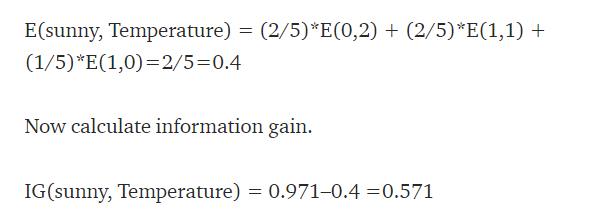 E(sunny, Temperature) = (2/5)*E(0,2) + (2/5)*E(1,1) +
(1/5)*E(1,0)=2/5=0.4
Now calculate information gain.
IG(sunny, Temperature) = 0.971–0.4 =0.571